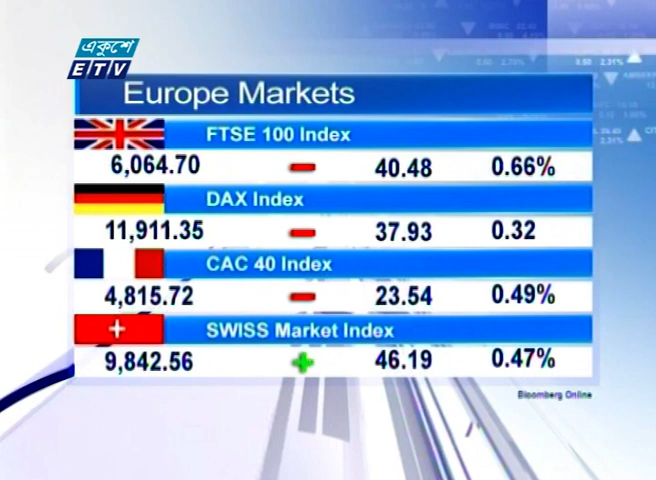 একুশে
ETV
Europe Markets
FTSE 100 Index
6,064.70 − 40.48 0.66%
DAX Index
11,911.35 − 37.93 0.32
CAC 40 Index
4,815.72 − 23.54 0.49%
SWISS Market Index
9,842.56 + 46.19 0.47%
Bloomberg Online